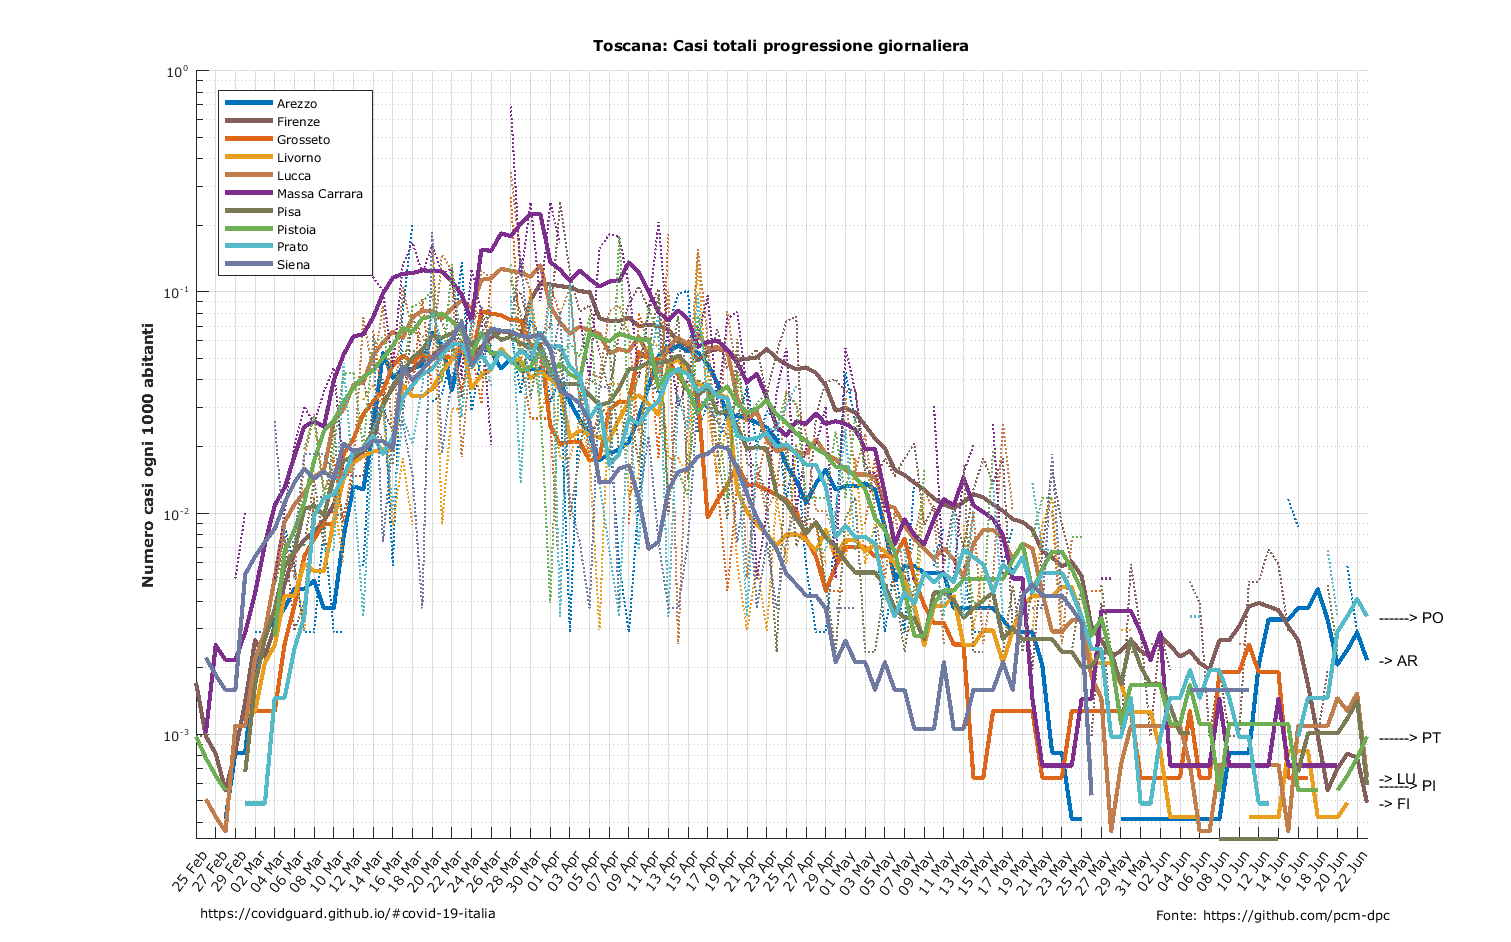 Toscana: Casi totali progressione giornaliera
Numero casi ogni 1000 abitanti
10^0
10^-1
10^-2
10^-3
Arezzo
Firenze
Grosseto
Livorno
Lucca
Massa Carrara
Pisa
Pistoia
Prato
Siena
------> PO
-> AR
------> PT
-> LU
------> PI
-> FI
25 Feb
27 Feb
29 Feb
02 Mar
04 Mar
06 Mar
08 Mar
10 Mar
12 Mar
14 Mar
16 Mar
18 Mar
20 Mar
22 Mar
24 Mar
26 Mar
28 Mar
30 Mar
01 Apr
03 Apr
05 Apr
07 Apr
09 Apr
11 Apr
13 Apr
15 Apr
17 Apr
19 Apr
21 Apr
23 Apr
25 Apr
27 Apr
29 Apr
01 May
03 May
05 May
07 May
09 May
11 May
13 May
15 May
17 May
19 May
21 May
23 May
25 May
27 May
29 May
31 May
02 Jun
04 Jun
06 Jun
08 Jun
10 Jun
12 Jun
14 Jun
16 Jun
18 Jun
20 Jun
22 Jun
https://covidguard.github.io/#covid-19-italia
Fonte: https://github.com/pcm-dpc